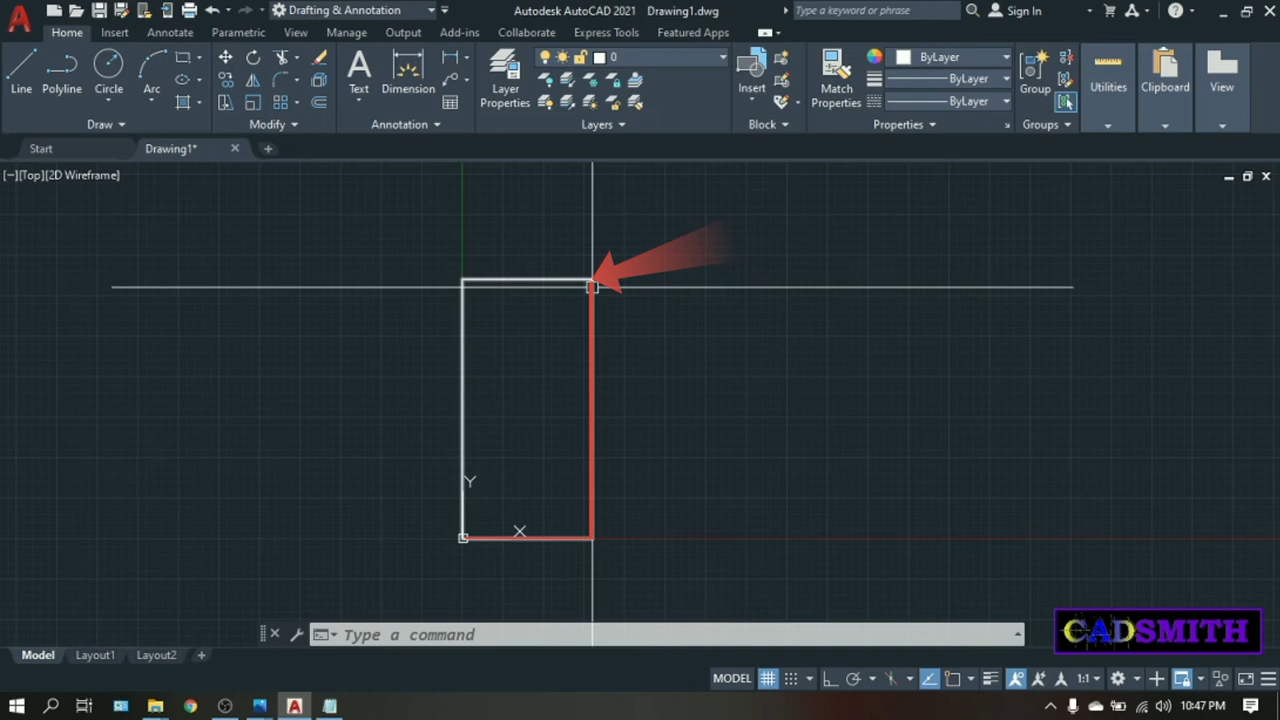 Drafting & Annotation
Autodesk AutoCAD 2021 Drawing1.dwg
Type a keyword or phrase
Sign In
Home Insert Annotate Parametric View Manage Output Add-ins Collaborate Express Tools Featured Apps
0
ByLayer
ByLayer
ByLayer
Line Polyline Circle Arc
Text Dimension
Layer Properties
Insert
Match Properties
Group
Utilities Clipboard View
Draw Modify Annotation Layers Block Properties Groups
Start Drawing1*
[−][Top][2D Wireframe]
Y
X
Type a command
CADSMITH
Model Layout1 Layout2
MODEL 1:1
10:47 PM